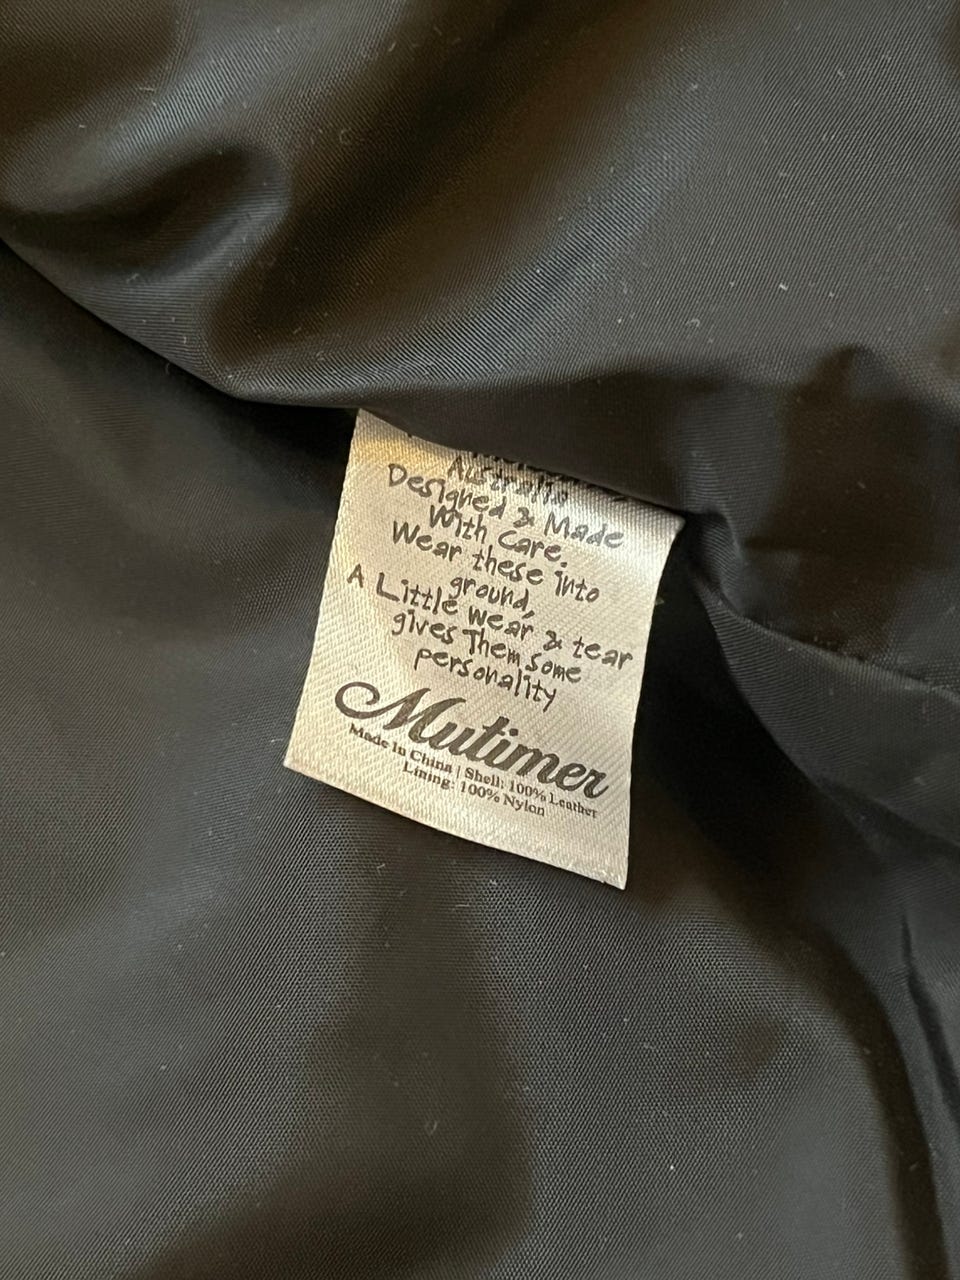 Australia
Designed & Made
With care.
Wear these into
ground,
A Little wear & tear
gives Them some
personality
Mutimer
Made In China | Shell: 100% Leather
Lining: 100% Nylon